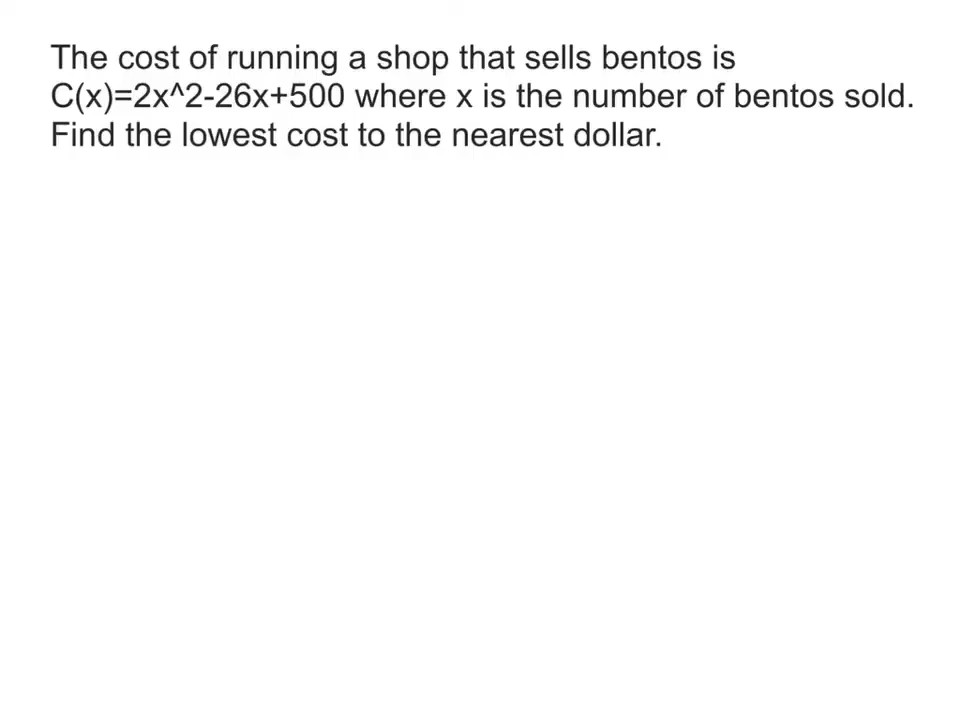 The cost of running a shop that sells bentos is
C(x)=2x^2-26x+500 where x is the number of bentos sold.
Find the lowest cost to the nearest dollar.